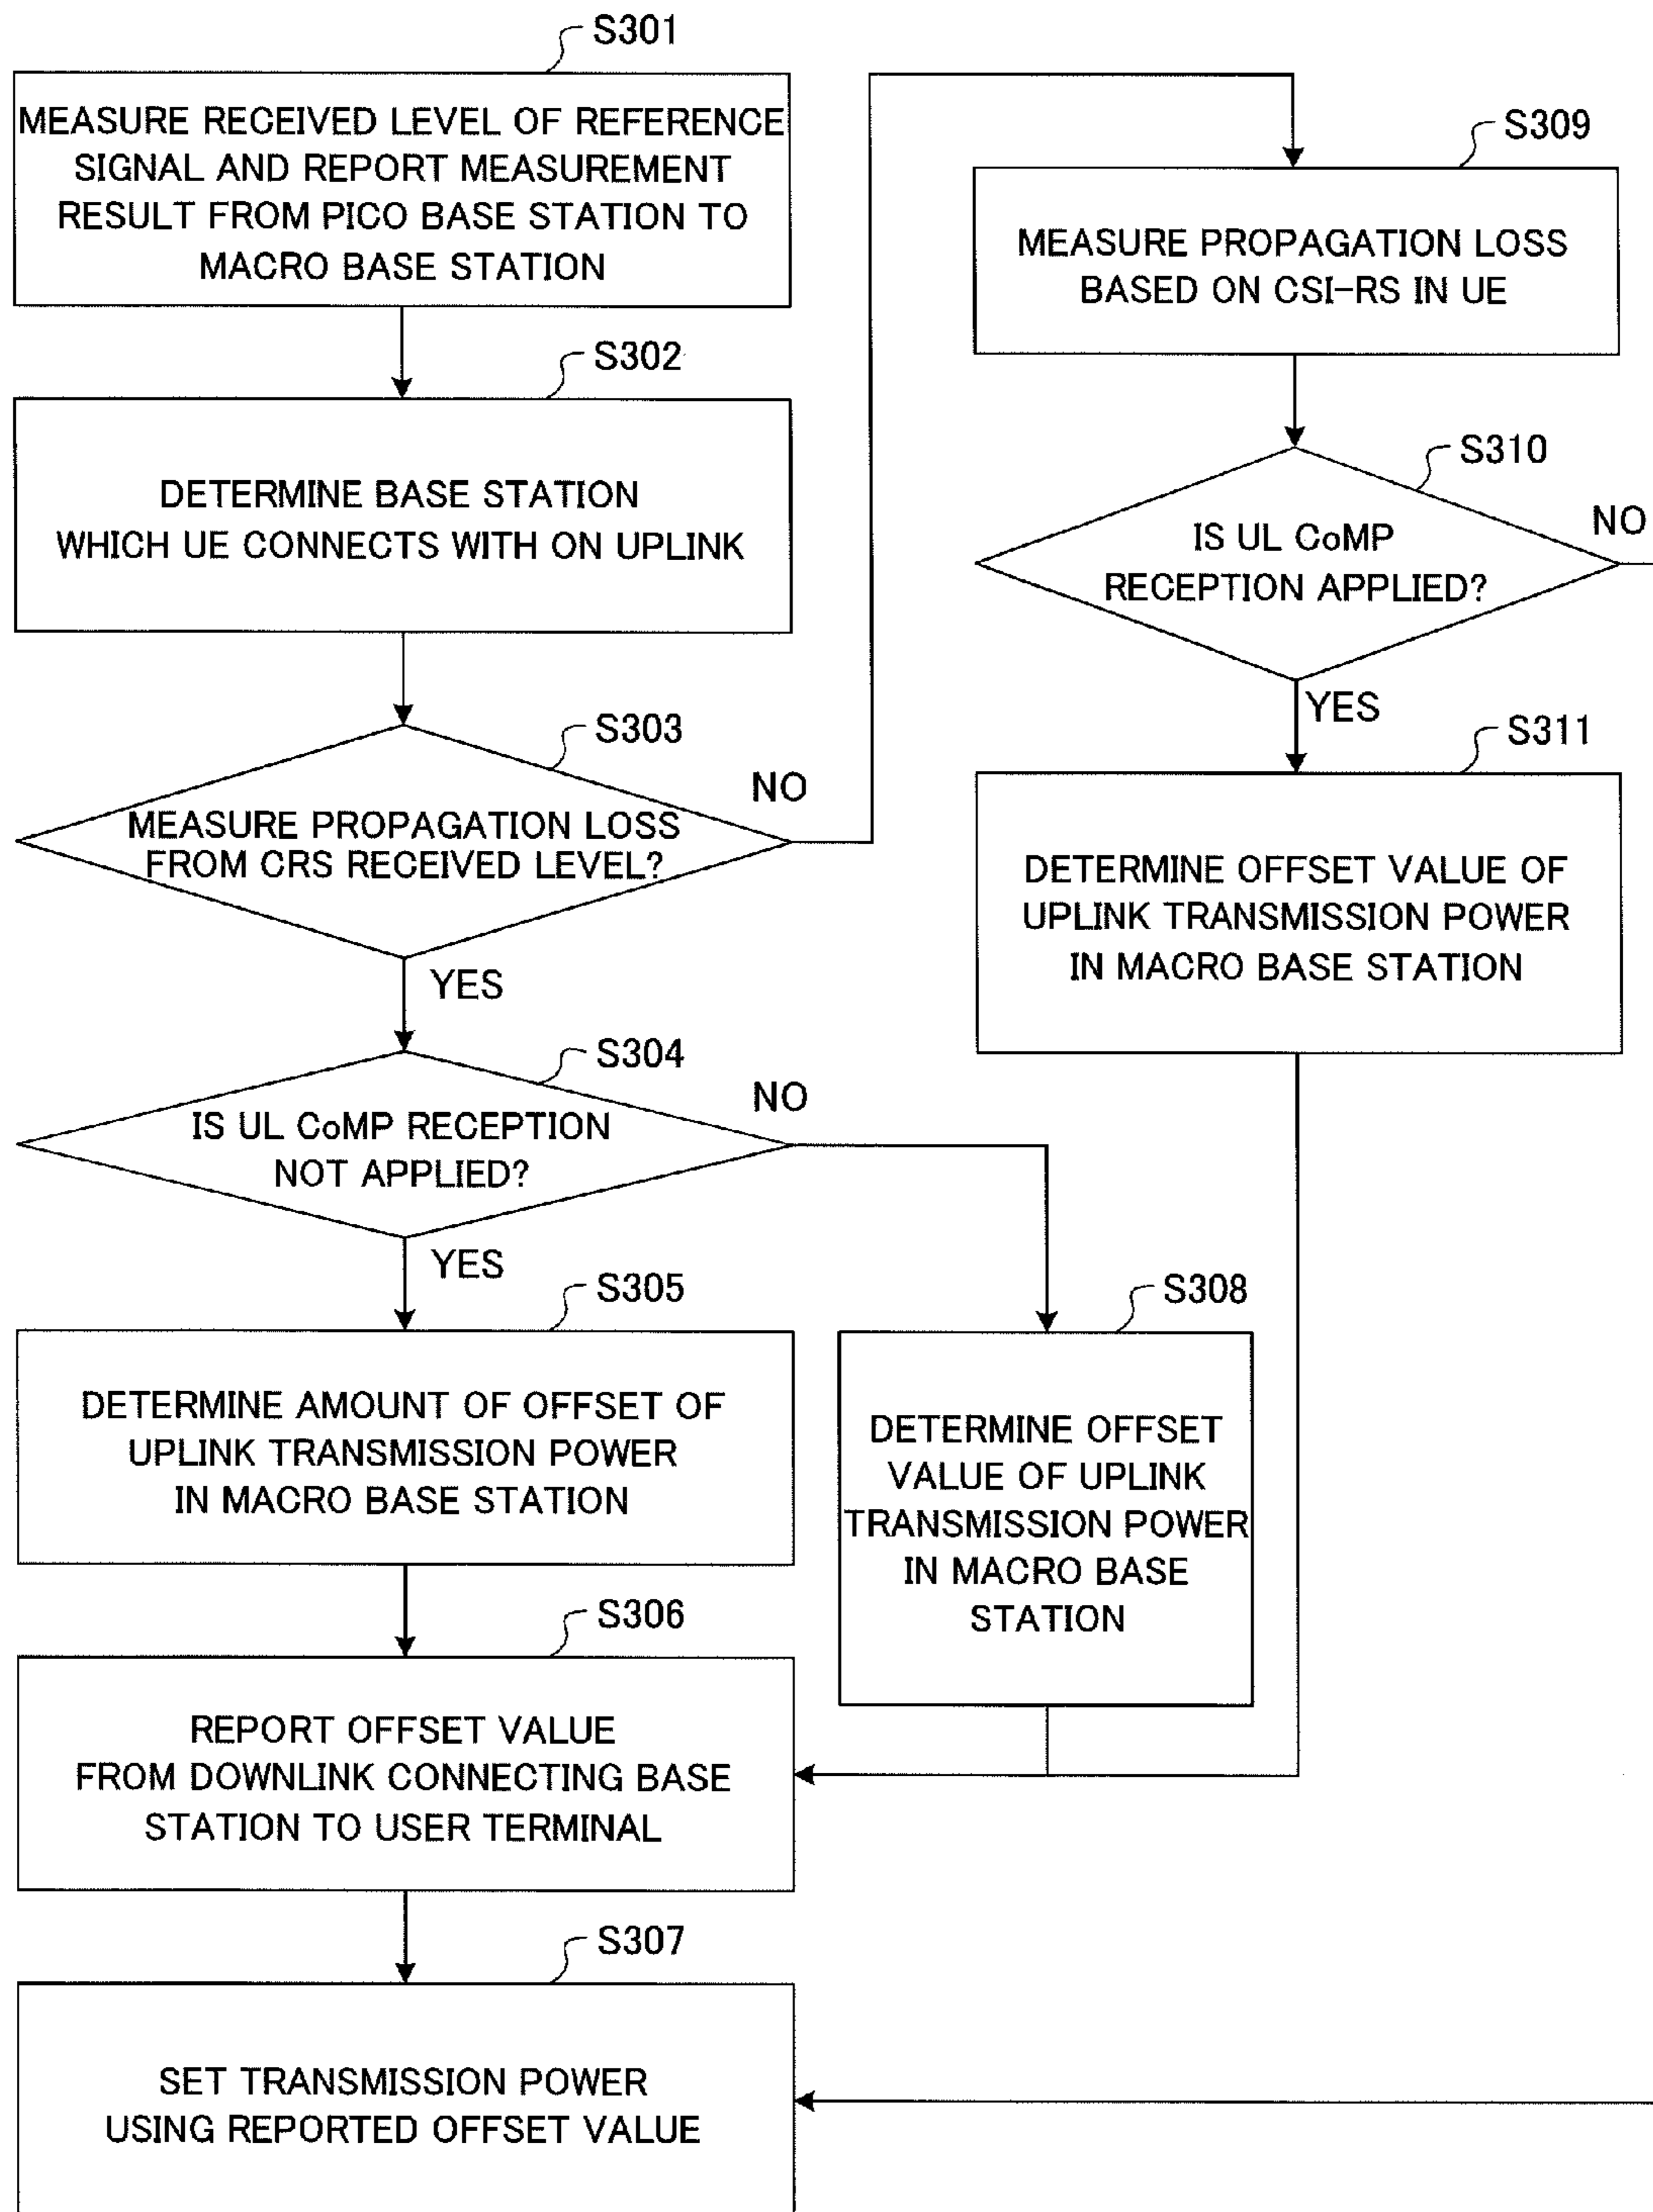 S301
MEASURE RECEIVED LEVEL OF REFERENCE
SIGNAL AND REPORT MEASUREMENT
RESULT FROM PICO BASE STATION TO
MACRO BASE STATION
S302
DETERMINE BASE STATION
WHICH UE CONNECTS WITH ON UPLINK
S303
NO
MEASURE PROPAGATION LOSS
FROM CRS RECEIVED LEVEL?
YES
S304
NO
IS UL CoMP RECEPTION
NOT APPLIED?
YES
S305
DETERMINE AMOUNT OF OFFSET OF
UPLINK TRANSMISSION POWER
IN MACRO BASE STATION
S306
REPORT OFFSET VALUE
FROM DOWNLINK CONNECTING BASE
STATION TO USER TERMINAL
S307
SET TRANSMISSION POWER
USING REPORTED OFFSET VALUE
S308
DETERMINE OFFSET
VALUE OF UPLINK
TRANSMISSION POWER
IN MACRO BASE
STATION
S309
MEASURE PROPAGATION LOSS
BASED ON CSI-RS IN UE
S310
NO
IS UL CoMP
RECEPTION APPLIED?
YES
S311
DETERMINE OFFSET VALUE OF
UPLINK TRANSMISSION POWER
IN MACRO BASE STATION